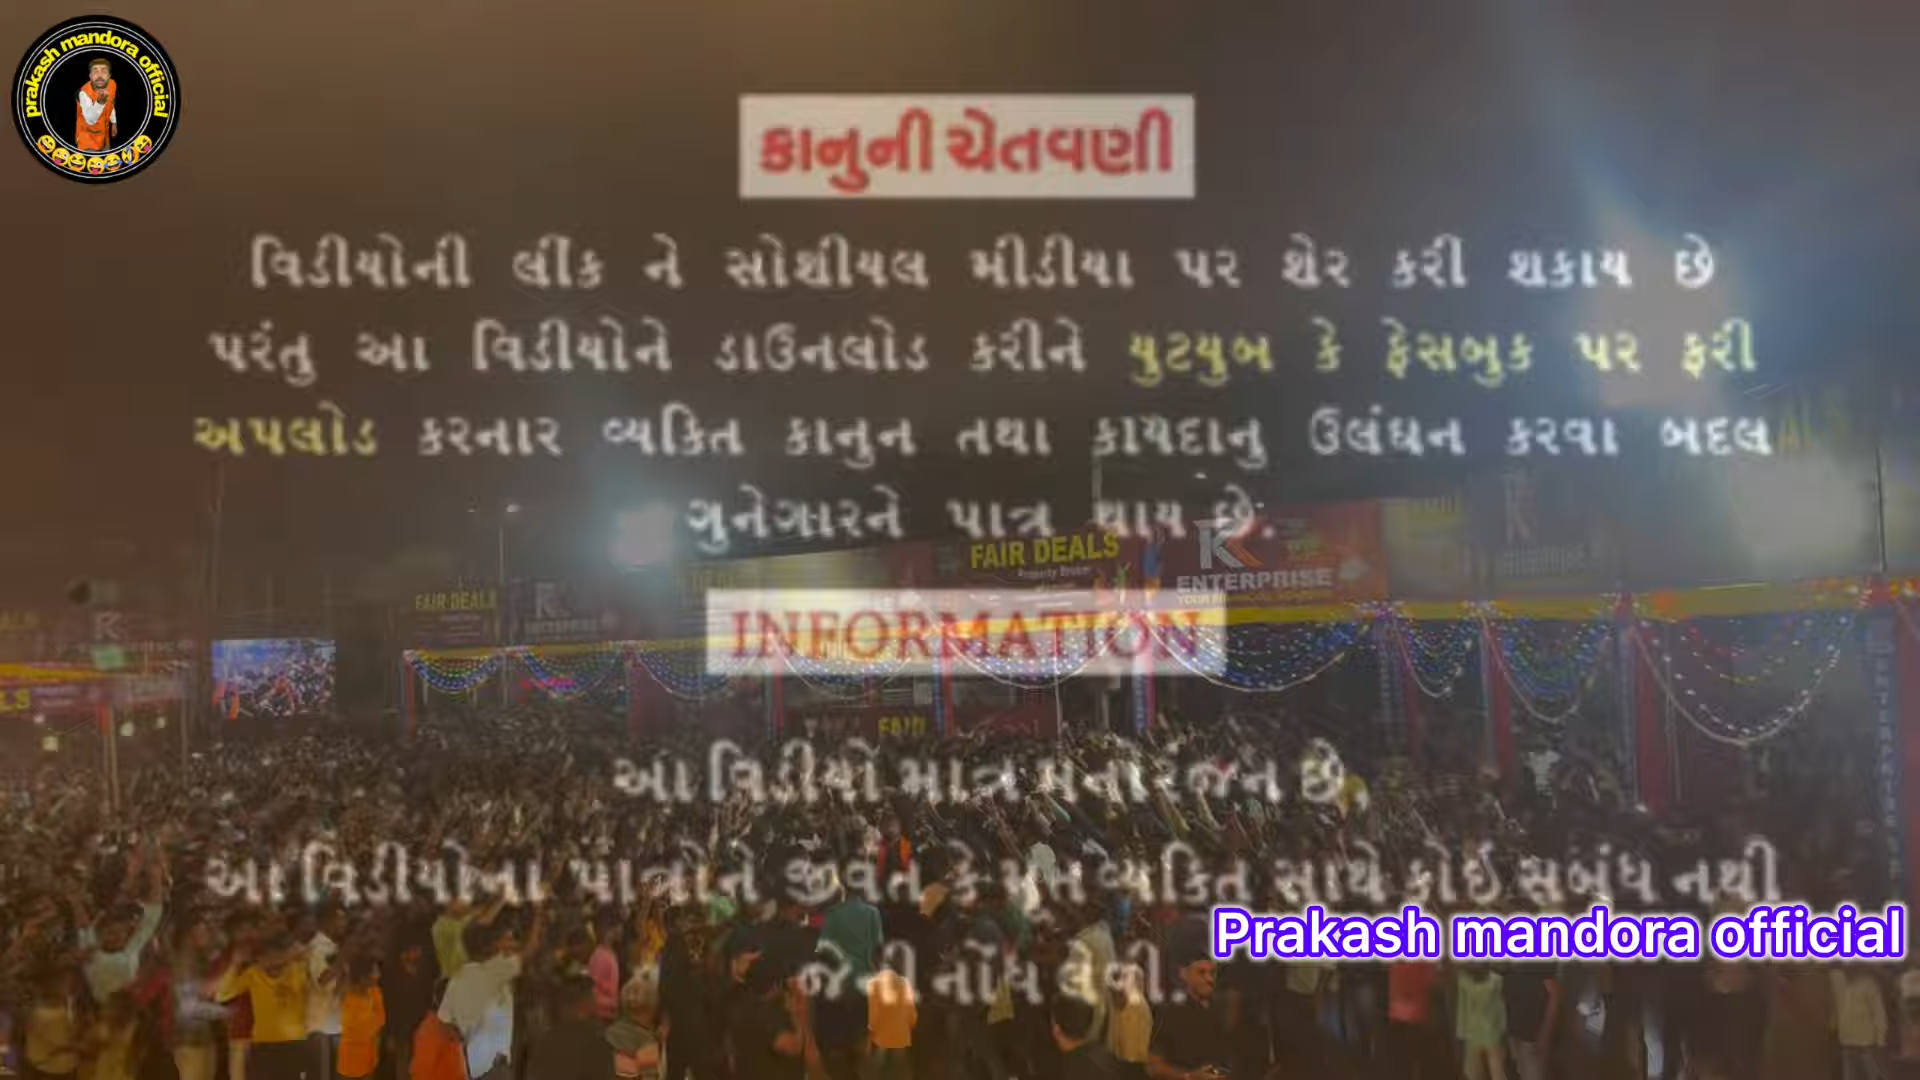 prakash mandora official
કાનુની ચેતવણી
વિડીયોની લીંક ને સોશીયલ મીડીયા પર શેર કરી શકાય છે
પરંતુ આ વિડીયોને ડાઉનલોડ કરીને યુટયુબ કે ફેસબુક પર ફરી
અપલોડ કરનાર વ્યકિત કાનુન તથા કાયદાનુ ઉલંઘન કરવા બદલ
ગુનેગારને પાત્ર થાય છે.
FAIR DEALS
ENTERPRISE
FAIR DEALS
INFORMATION
આ વિડીયો માત્ર મનોરંજન છે,
આ વિડીયોના પાત્રોને જીવંત કે મૃત વ્યકિત સાથે કોઈ સબંધ નથી
Prakash mandora official
જેની નોંધ લેવી.